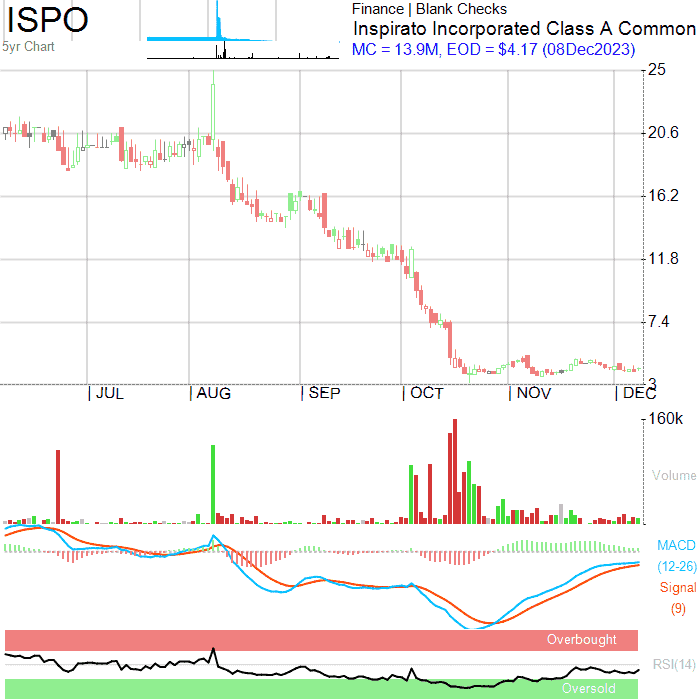 ISPO
5yr Chart
Finance | Blank Checks
Inspirato Incorporated Class A Common
MC = 13.9M, EOD = $4.17 (08Dec2023)
25
20.6
16.2
11.8
7.4
3
JUL AUG SEP OCT NOV DEC
160k
Volume
MACD
(12-26)
Signal
(9)
Overbought
RSI(14)
Oversold